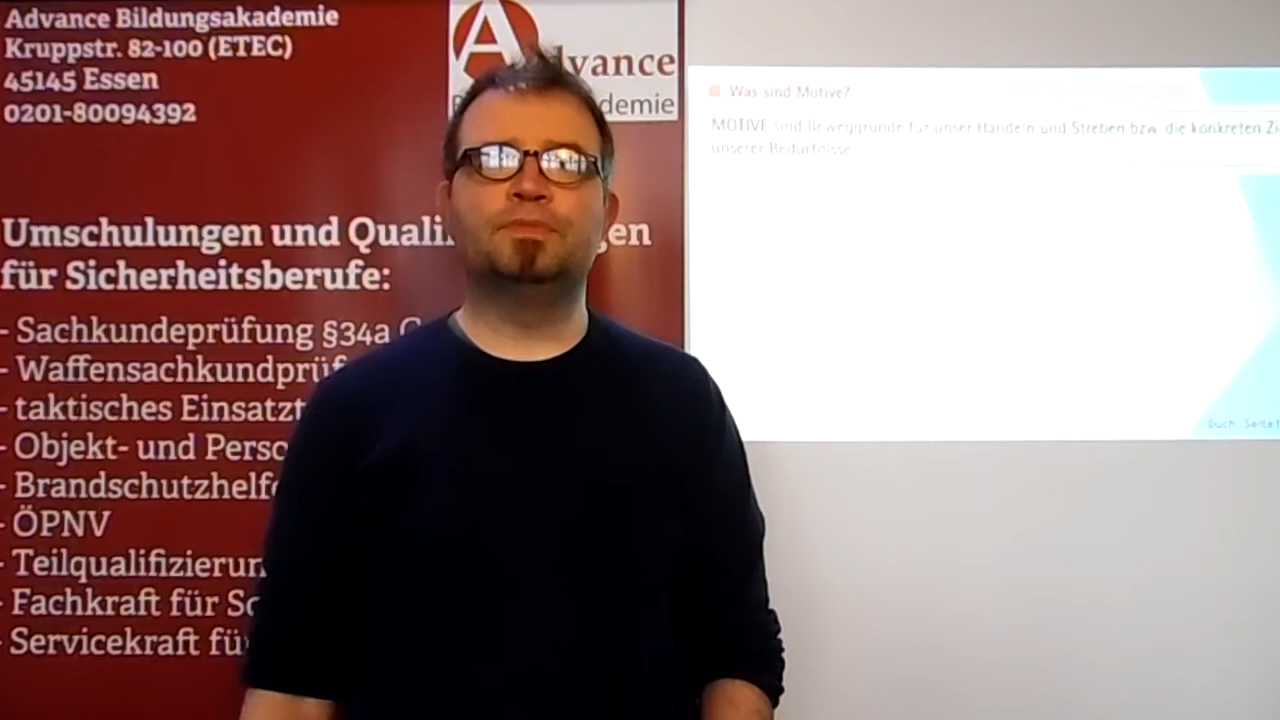 Advance Bildungsakademie
Kruppstr. 82-100 (ETEC)
45145 Essen
0201-80094392
Advance
demie
Umschulungen und Quali en
für Sicherheitsberufe:
- Sachkundeprüfung §34a
- Waffensachkundprüf
- taktisches Einsatzt
- Objekt- und Perso
- Brandschutzhelf
- ÖPNV
- Teilqualifizierun
- Fachkraft für
- Servicekraft fü
Was sind Motive?
MOTIVE sind Beweggründe für unser Handeln und Streben bzw. die konkreten Zi
unserer Bedürfnisse
Buch: Seite